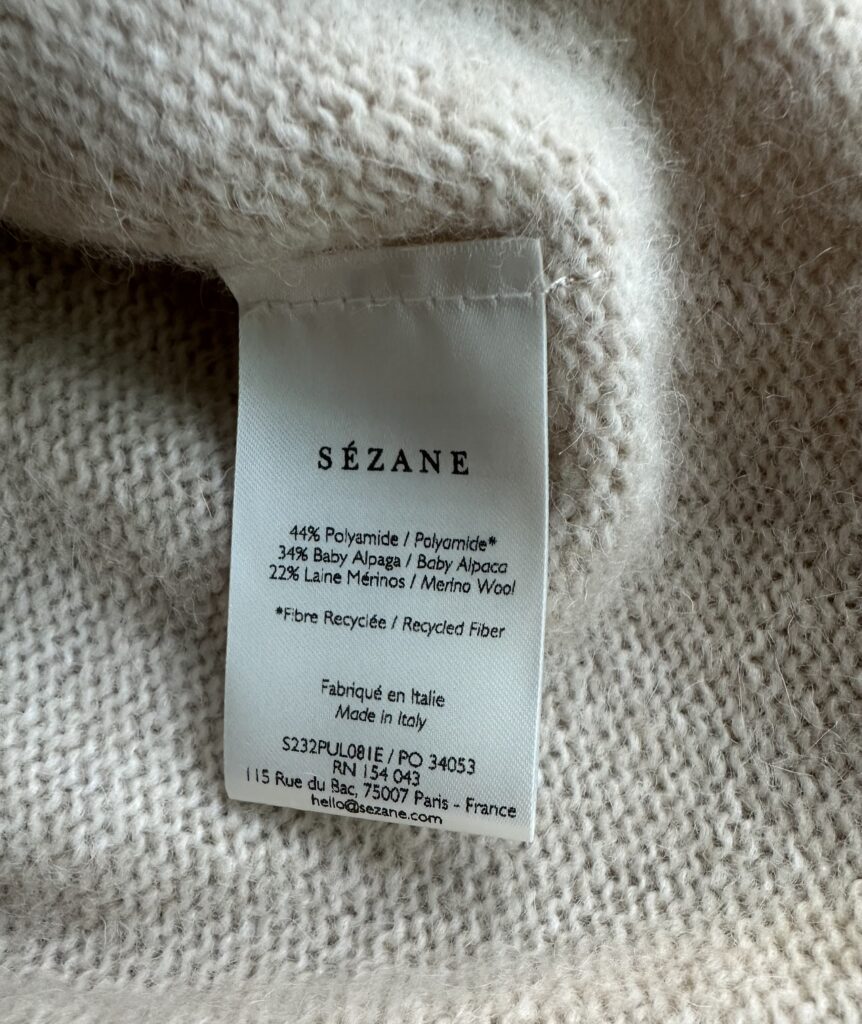 SÉZANE
44% Polyamide / Polyamide*
34% Baby Alpaga / Baby Alpaca
22% Laine Mérinos / Merino Wool
*Fibre Recyclée / Recycled Fiber
Fabriqué en Italie
Made in Italy
S232PUL081E / PO 34053
RN 154 043
115 Rue du Bac, 75007 Paris - France
hello@sezane.com